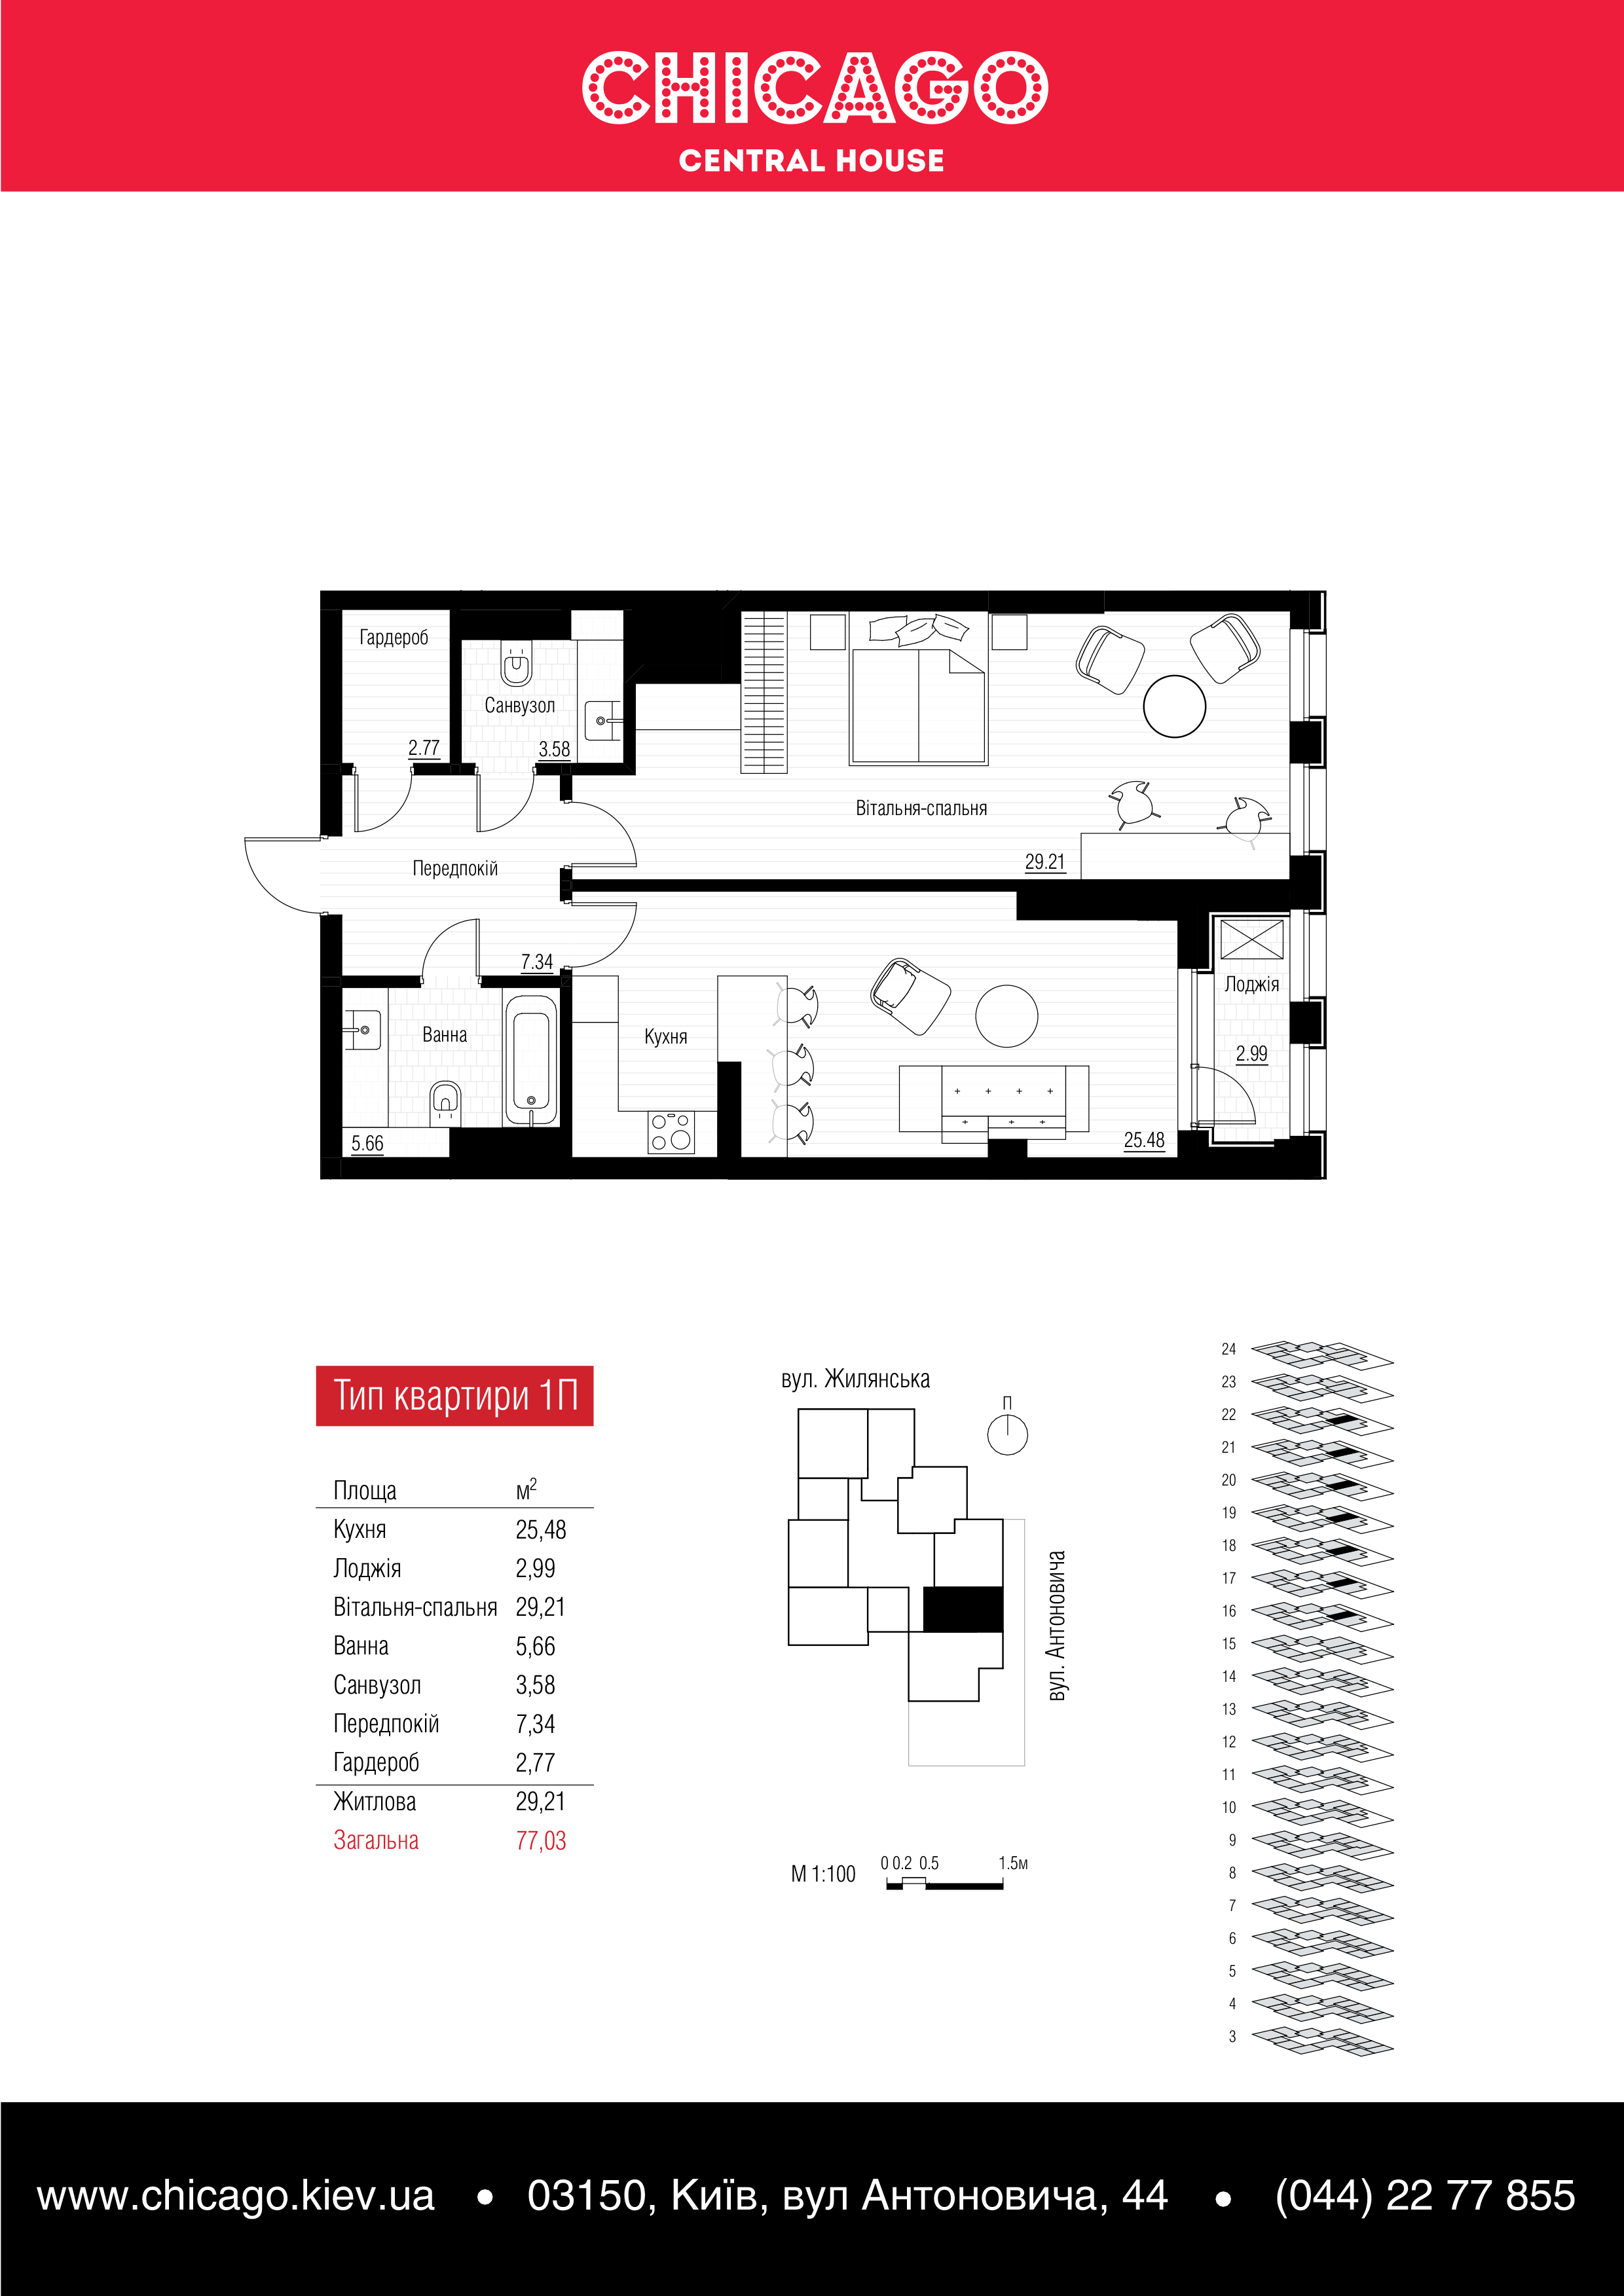 CHICAGO
CENTRAL HOUSE
Гардероб
Санвузол
2.77
3.58
Вітальня-спальня
29.21
Передпокій
7.34
Лоджія
Ванна
Кухня
2.99
5.66
25.48
Тип квартири 1П
Площа м²
Кухня 25,48
Лоджія 2,99
Вітальня-спальня 29,21
Ванна 5,66
Санвузол 3,58
Передпокій 7,34
Гардероб 2,77
Житлова 29,21
Загальна 77,03
вул. Жилянська
П
вул. Антоновича
М 1:100
0 0.2 0.5 1.5м
24
23
22
21
20
19
18
17
16
15
14
13
12
11
10
9
8
7
6
5
4
3
www.chicago.kiev.ua • 03150, Київ, вул Антоновича, 44 • (044) 22 77 855